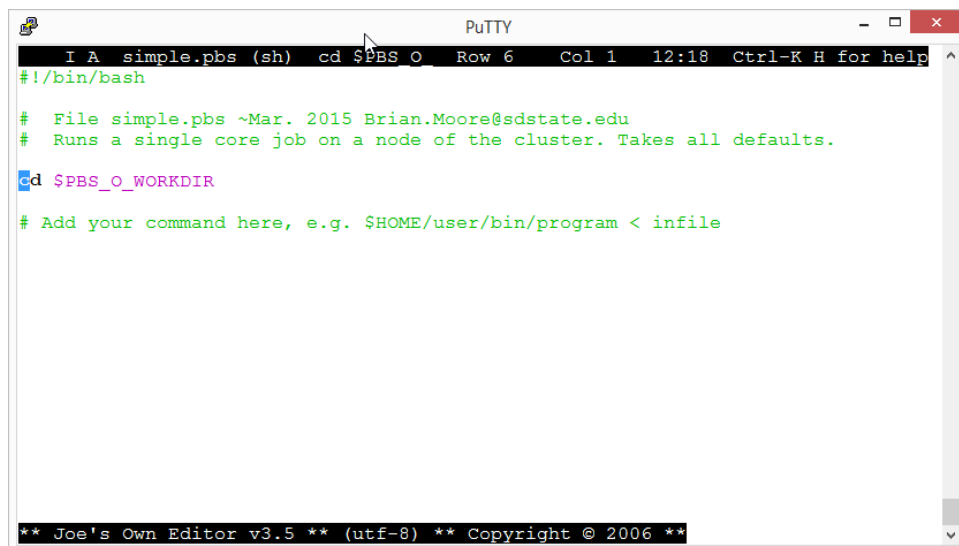 PuTTY
I A simple.pbs (sh) cd $PBS_O_ Row 6 Col 1 12:18 Ctrl-K H for help
#!/bin/bash
# File simple.pbs ~Mar. 2015 Brian.Moore@sdstate.edu
# Runs a single core job on a node of the cluster. Takes all defaults.
cd $PBS_O_WORKDIR
# Add your command here, e.g. $HOME/user/bin/program < infile
** Joe's Own Editor v3.5 ** (utf-8) ** Copyright © 2006 **